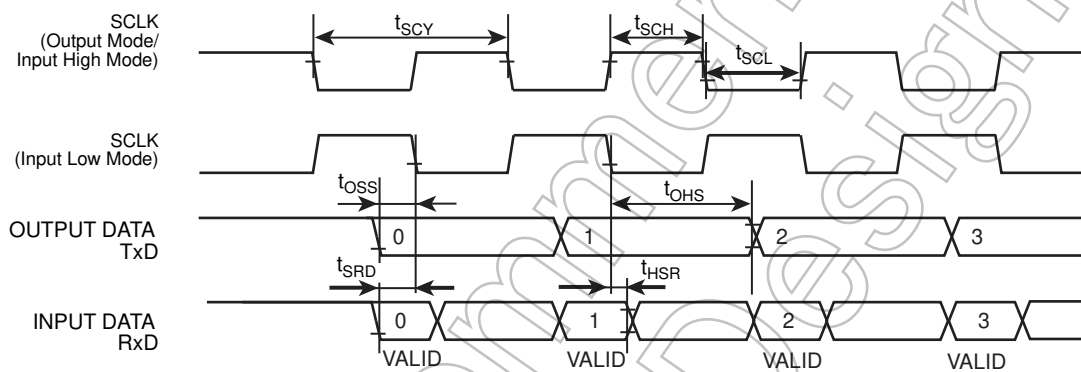 SCLK
(Output Mode/
Input High Mode)
tSCY
tSCH
tSCL
SCLK
(Input Low Mode)
tOSS
tOHS
OUTPUT DATA
TxD
0
1
2
3
tSRD
tHSR
INPUT DATA
RxD
0
1
2
3
VALID
VALID
VALID
VALID